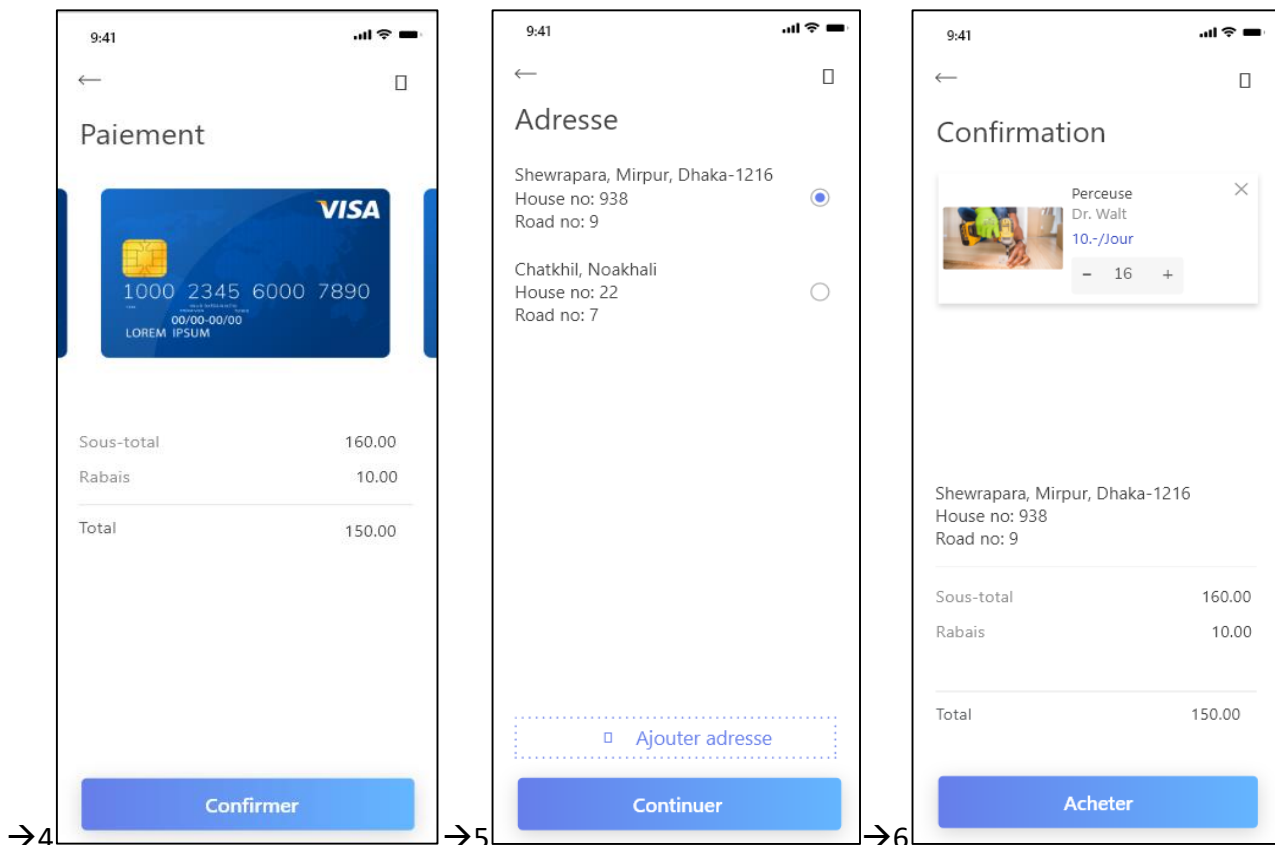 9:41
Paiement
VISA
1000 2345 6000 7890
00/00-00/00
LOREM IPSUM
Sous-total 160.00
Rabais 10.00
Total 150.00
Confirmer
→4
9:41
Adresse
Shewrapara, Mirpur, Dhaka-1216
House no: 938
Road no: 9
Chatkhil, Noakhali
House no: 22
Road no: 7
Ajouter adresse
Continuer
→5
9:41
Confirmation
Perceuse
Dr. Walt
10.-/Jour
- 16 +
Shewrapara, Mirpur, Dhaka-1216
House no: 938
Road no: 9
Sous-total 160.00
Rabais 10.00
Total 150.00
Acheter
→6